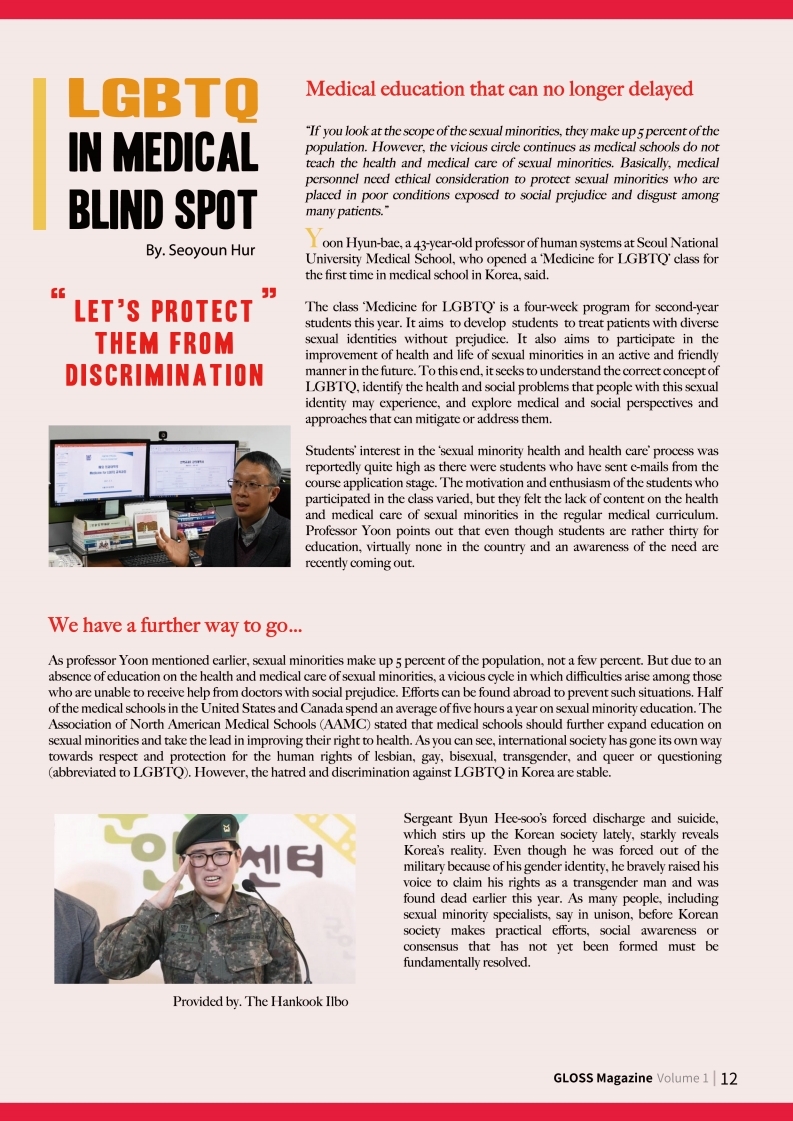 LGBTQ
IN MEDICAL
BLIND SPOT
By. Seoyoun Hur
“ LET’S PROTECT ”
THEM FROM
DISCRIMINATION
Medical education that can no longer delayed
“If you look at the scope of the sexual minorities, they make up 5 percent of the
population. However, the vicious circle continues as medical schools do not
teach the health and medical care of sexual minorities. Basically, medical
personnel need ethical consideration to protect sexual minorities who are
placed in poor conditions exposed to social prejudice and disgust among
many patients.”
Yoon Hyun-bae, a 43-year-old professor of human systems at Seoul National
University Medical School, who opened a ‘Medicine for LGBTQ’ class for
the first time in medical school in Korea, said.
The class ‘Medicine for LGBTQ’ is a four-week program for second-year
students this year. It aims to develop students to treat patients with diverse
sexual identities without prejudice. It also aims to participate in the
improvement of health and life of sexual minorities in an active and friendly
manner in the future. To this end, it seeks to understand the correct concept of
LGBTQ, identify the health and social problems that people with this sexual
identity may experience, and explore medical and social perspectives and
approaches that can mitigate or address them.
Students’ interest in the ‘sexual minority health and health care’ process was
reportedly quite high as there were students who have sent e-mails from the
course application stage. The motivation and enthusiasm of the students who
participated in the class varied, but they felt the lack of content on the health
and medical care of sexual minorities in the regular medical curriculum.
Professor Yoon points out that even though students are rather thirty for
education, virtually none in the country and an awareness of the need are
recently coming out.
We have a further way to go...
As professor Yoon mentioned earlier, sexual minorities make up 5 percent of the population, not a few percent. But due to an
absence of education on the health and medical care of sexual minorities, a vicious cycle in which difficulties arise among those
who are unable to receive help from doctors with social prejudice. Efforts can be found abroad to prevent such situations. Half
of the medical schools in the United States and Canada spend an average of five hours a year on sexual minority education. The
Association of North American Medical Schools (AAMC) stated that medical schools should further expand education on
sexual minorities and take the lead in improving their right to health. As you can see, international society has gone its own way
towards respect and protection for the human rights of lesbian, gay, bisexual, transgender, and queer or questioning
(abbreviated to LGBTQ). However, the hatred and discrimination against LGBTQ in Korea are stable.
센터
Provided by. The Hankook Ilbo
Sergeant Byun Hee-soo’s forced discharge and suicide,
which stirs up the Korean society lately, starkly reveals
Korea’s reality. Even though he was forced out of the
military because of his gender identity, he bravely raised his
voice to claim his rights as a transgender man and was
found dead earlier this year. As many people, including
sexual minority specialists, say in unison, before Korean
society makes practical efforts, social awareness or
consensus that has not yet been formed must be
fundamentally resolved.
GLOSS Magazine Volume 1 | 12